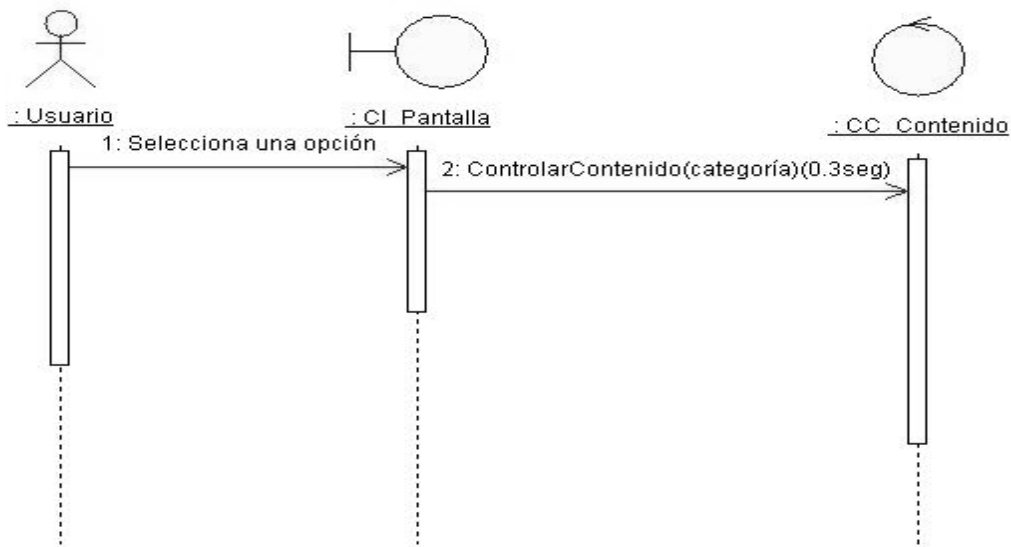 : Usuario
: CI_Pantalla
: CC_Contenido
1: Selecciona una opción
2: ControlarContenido(categoría)(0.3seg)